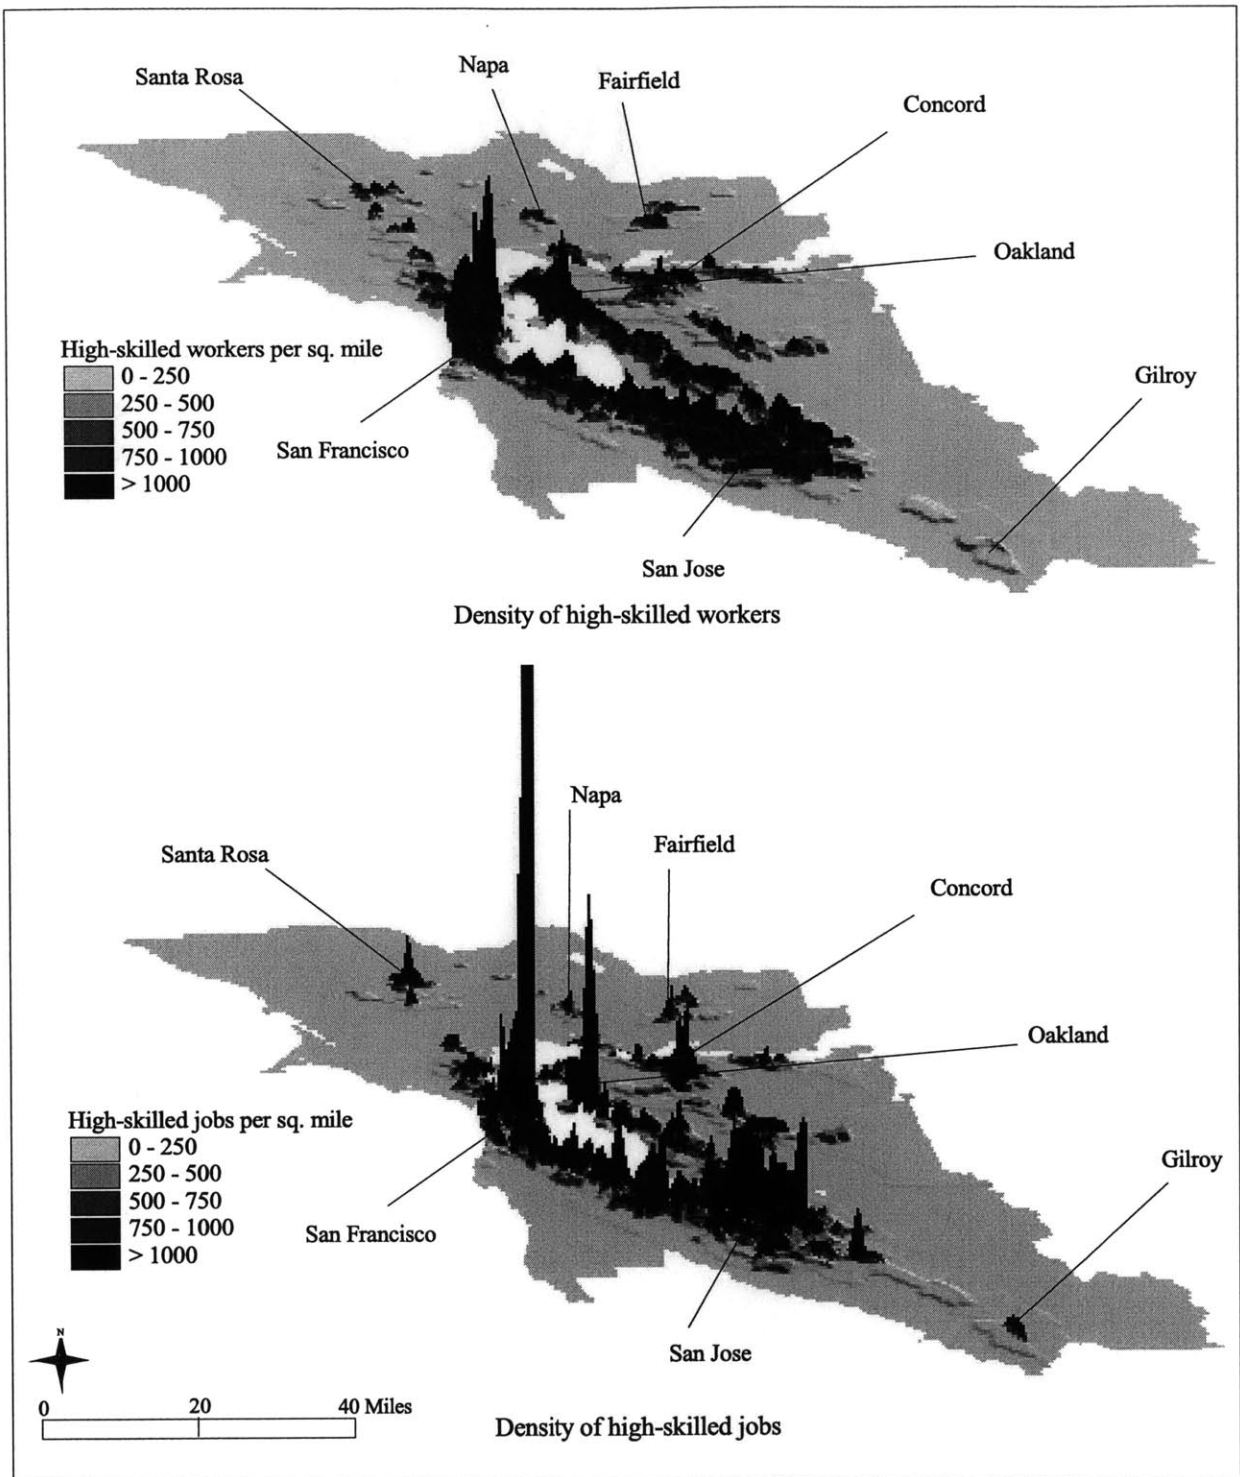 Santa Rosa
Napa
Fairfield
Concord
Oakland
Gilroy
High-skilled workers per sq. mile
0 - 250
250 - 500
500 - 750
750 - 1000
> 1000
San Francisco
San Jose
Density of high-skilled workers
Napa
Fairfield
Santa Rosa
Concord
Oakland
High-skilled jobs per sq. mile
0 - 250
250 - 500
500 - 750
750 - 1000
> 1000
Gilroy
San Francisco
San Jose
N
0 20 40 Miles
Density of high-skilled jobs